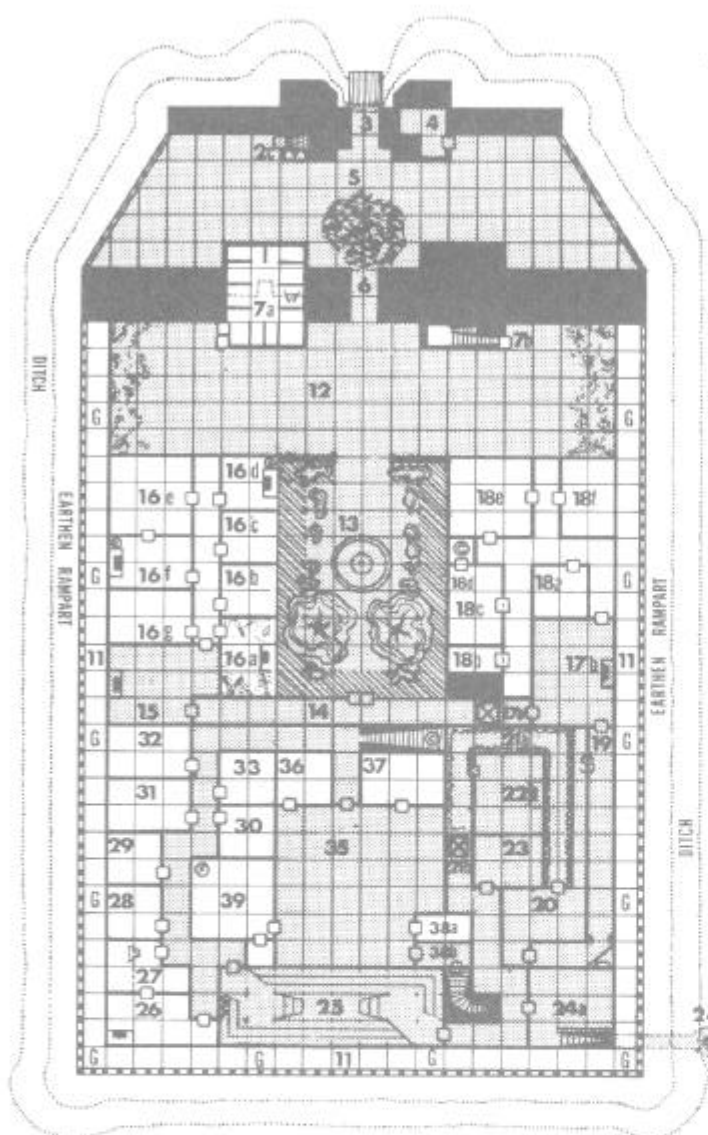 3
4
2c
5
1
6
7a
7b
DITCH
12
G
G
16d
16e
18e
18f
16c
13
EARTHEN RAMPART
G
16f
16b
18d
18c
G
EARTHEN RAMPART
16g
11
16a
18b
17b
11
15
14
G
32
19
G
33
36
37
S
31
22a
30
29
35
23
DITCH
G
28
39
38a
20
G
38b
27
25
24a
26
G
G
11
G
G